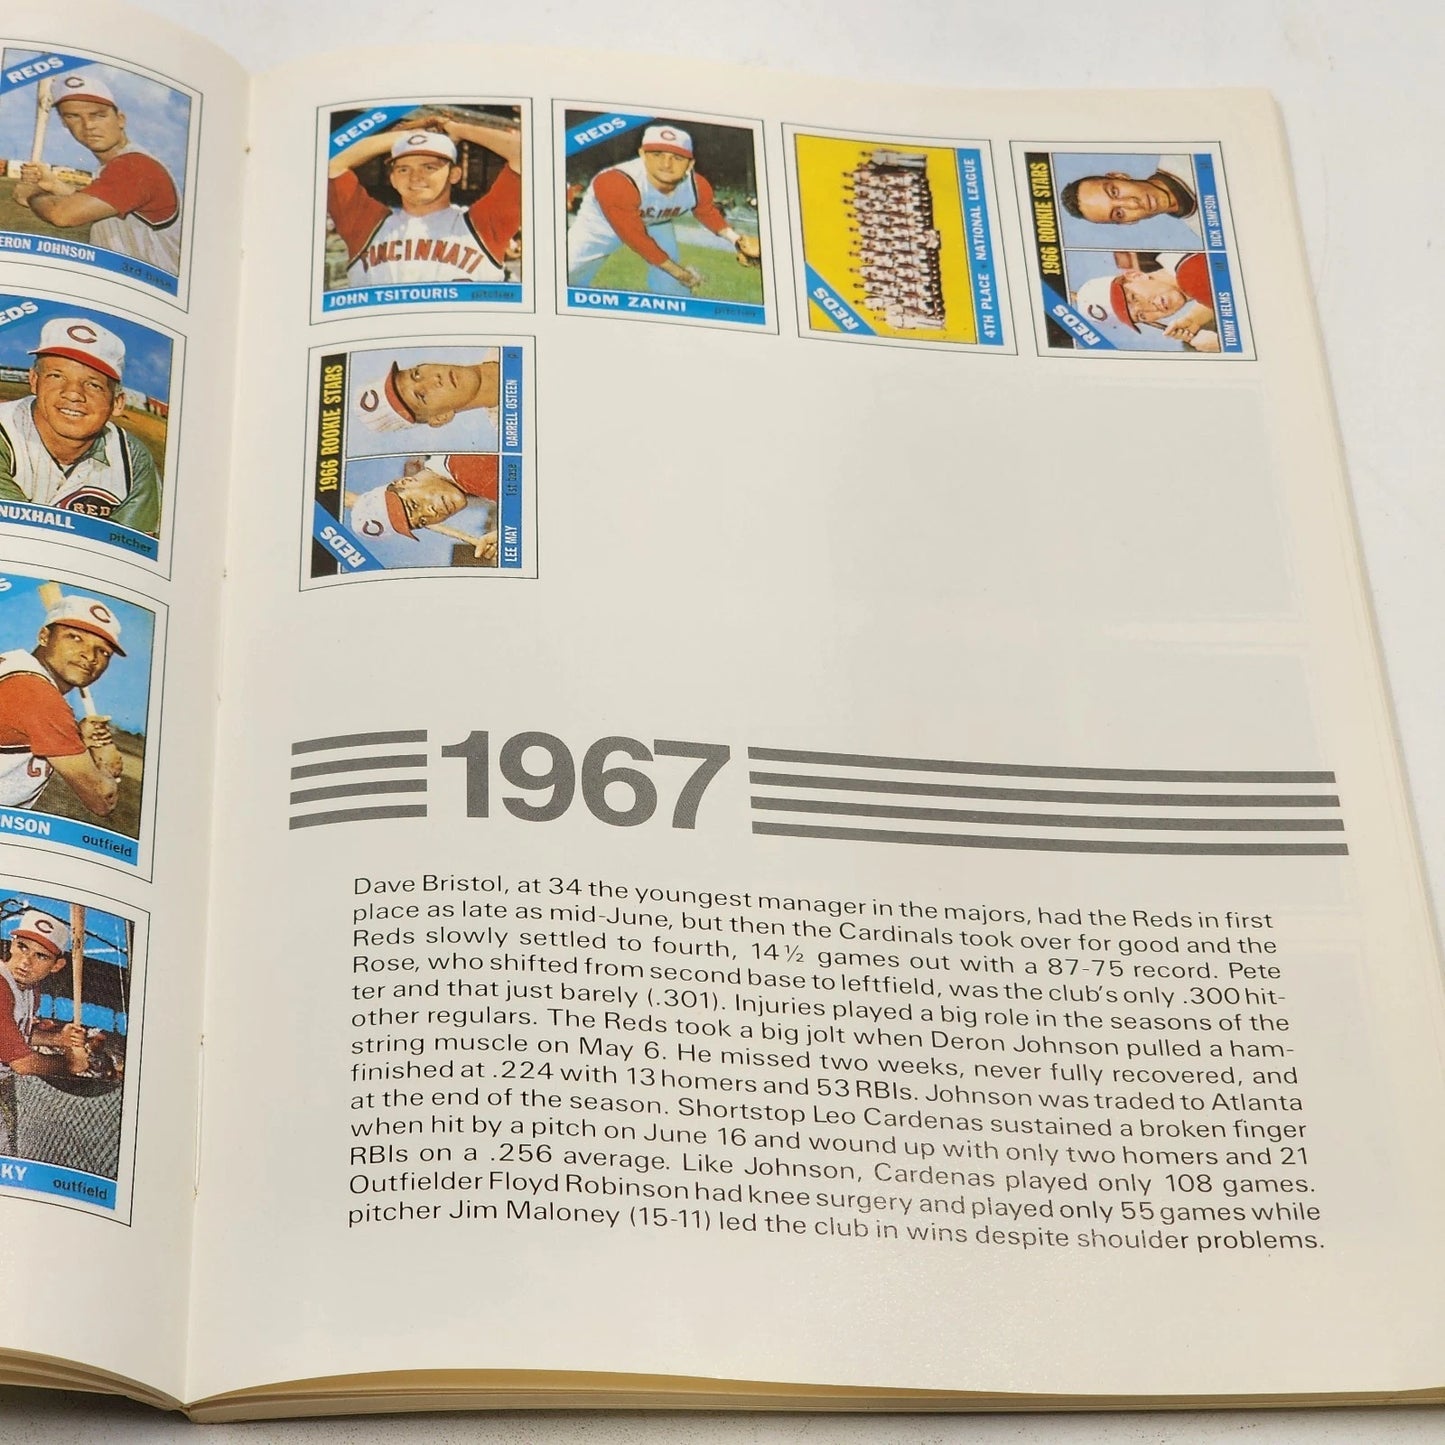 REDS
ERON JOHNSON
3rd base
EDS
NUXHALL
RED
pitcher
S
NSON
outfield
KY
outfield
REDS
CINCINNATI
JOHN TSITOURIS pitcher
REDS
DOM ZANNI
pitcher
REDS
4TH PLACE • NATIONAL LEAGUE
1966 ROOKIE STARS
REDS
DICK SIMPSON of
TOMMY HELMS
1966 ROOKIE STARS
REDS
DARRELL OSTEEN p
LEE MAY 1st base
1967
Dave Bristol, at 34 the youngest manager in the majors, had the Reds in first
place as late as mid-June, but then the Cardinals took over for good and the
Reds slowly settled to fourth, 14½ games out with a 87-75 record. Pete
Rose, who shifted from second base to leftfield, was the club's only .300 hit-
ter and that just barely (.301). Injuries played a big role in the seasons of the
other regulars. The Reds took a big jolt when Deron Johnson pulled a ham-
string muscle on May 6. He missed two weeks, never fully recovered, and
finished at .224 with 13 homers and 53 RBIs. Johnson was traded to Atlanta
at the end of the season. Shortstop Leo Cardenas sustained a broken finger
when hit by a pitch on June 16 and wound up with only two homers and 21
RBIs on a .256 average. Like Johnson, Cardenas played only 108 games.
Outfielder Floyd Robinson had knee surgery and played only 55 games while
pitcher Jim Maloney (15-11) led the club in wins despite shoulder problems.